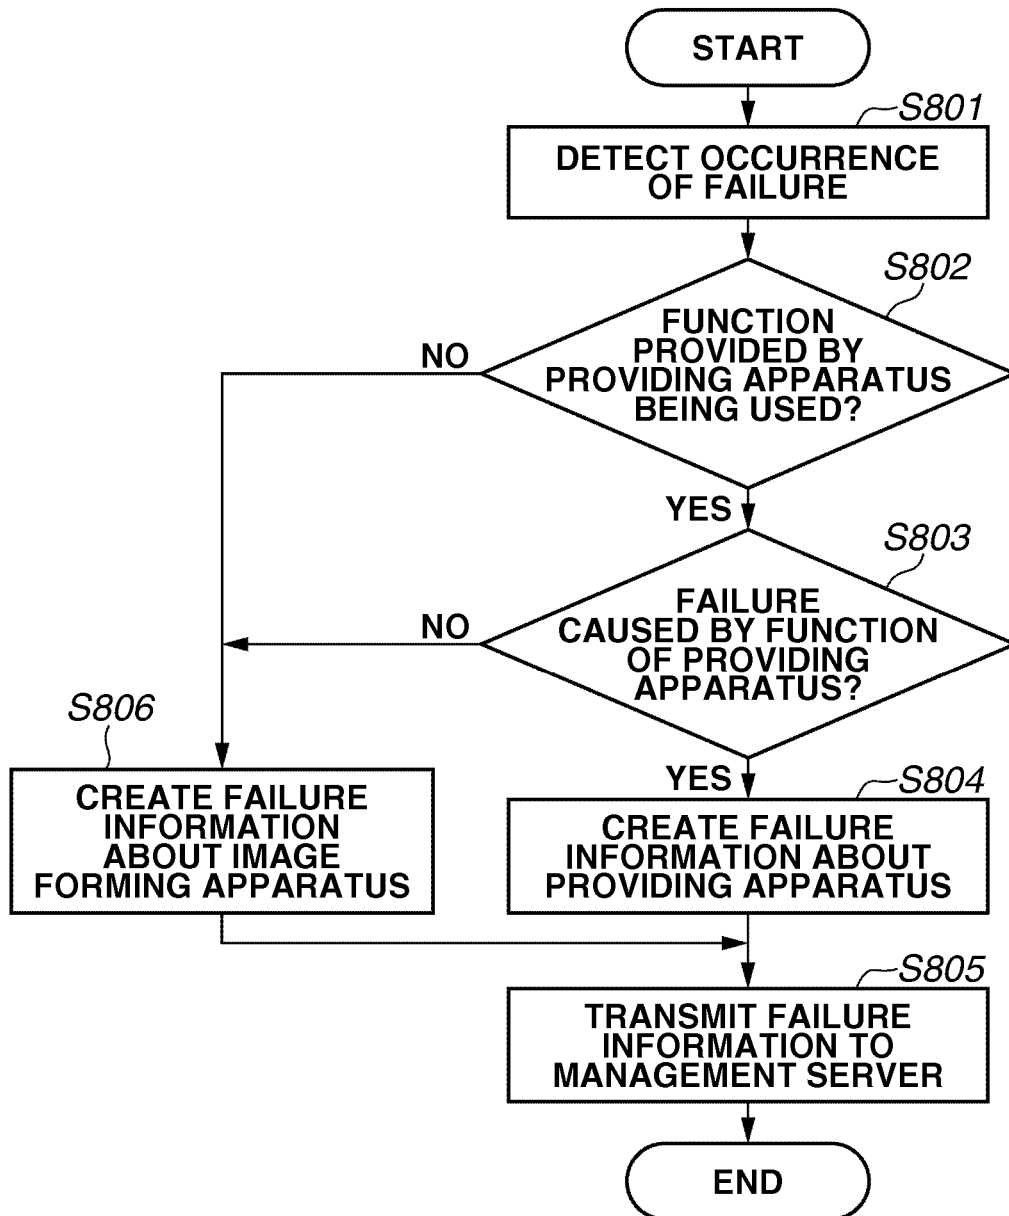 START
S801
DETECT OCCURRENCE
OF FAILURE
S802
FUNCTION
PROVIDED BY
PROVIDING APPARATUS
BEING USED?
NO
YES
S803
FAILURE
CAUSED BY FUNCTION
OF PROVIDING
APPARATUS?
NO
YES
S806
CREATE FAILURE
INFORMATION
ABOUT IMAGE
FORMING APPARATUS
S804
CREATE FAILURE
INFORMATION ABOUT
PROVIDING APPARATUS
S805
TRANSMIT FAILURE
INFORMATION TO
MANAGEMENT SERVER
END